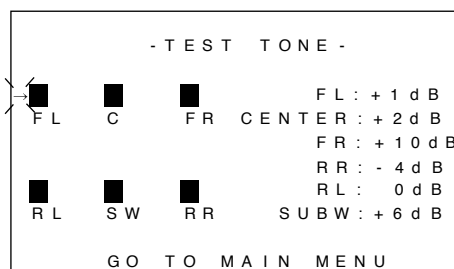 -TEST TONE-
→ FL:+1dB
FL C FR CENTER:+2dB
FR:+10dB
RR:-4dB
RL: 0dB
RL SW RR SUBW:+6dB
GO TO MAIN MENU